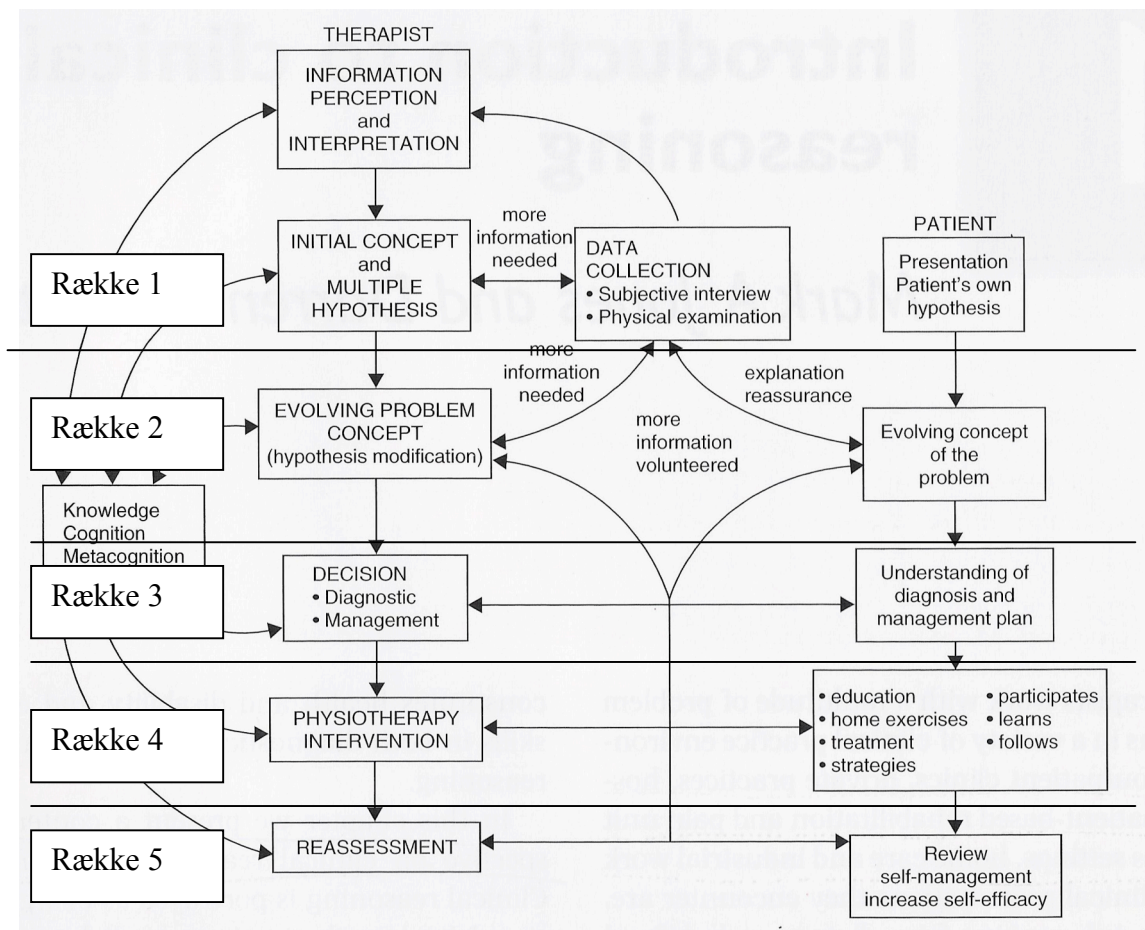 THERAPIST
INFORMATION
PERCEPTION
and
INTERPRETATION
INITIAL CONCEPT
and
MULTIPLE
HYPOTHESIS
more
information
needed
DATA
COLLECTION
• Subjective interview
• Physical examination
PATIENT
Presentation
Patient's own
hypothesis
Række 1
more
information
needed
explanation
reassurance
more
information
volunteered
Række 2
EVOLVING PROBLEM
CONCEPT
(hypothesis modification)
Evolving concept
of the
problem
Knowledge
Cognition
Metacognition
Række 3
DECISION
• Diagnostic
• Management
Understanding of
diagnosis and
management plan
Række 4
PHYSIOTHERAPY
INTERVENTION
• education
• home exercises
• treatment
• strategies
• participates
• learns
• follows
Række 5
REASSESSMENT
Review
self-management
increase self-efficacy
Introduction to clinical
reasoning